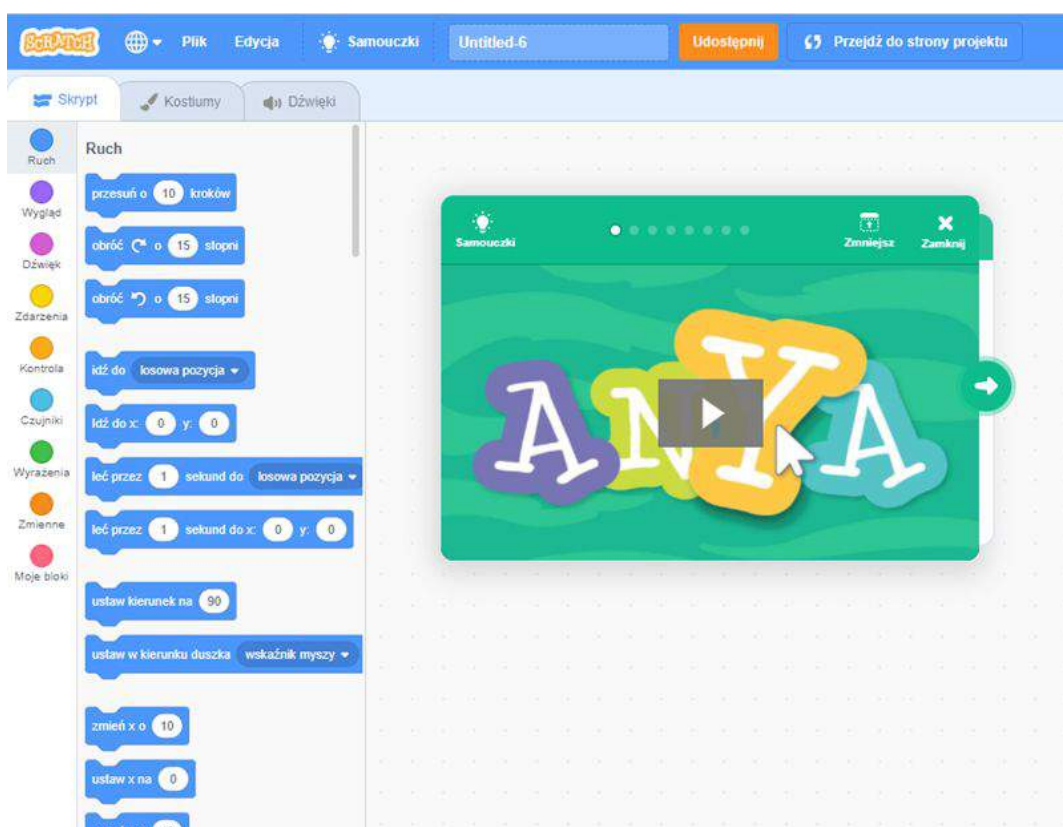 SCRATCH Plik Edycja Samouczki Untitled-6 Udostępnij Przejdź do strony projektu
Skrypt Kostiumy Dźwięki
Ruch
Wygląd
Dźwięk
Zdarzenia
Kontrola
Czujniki
Wyrażenia
Zmienne
Moje bloki
Ruch
przesuń o 10 kroków
obróć o 15 stopni
obróć o 15 stopni
idź do losowa pozycja
Idź do x: 0 y: 0
leć przez 1 sekund do losowa pozycja
leć przez 1 sekund do x: 0 y: 0
ustaw kierunek na 90
ustaw w kierunku duszka wskaźnik myszy
zmień x o 10
ustaw x na 0
Samouczki Zmniejsz Zamknij
ANYA